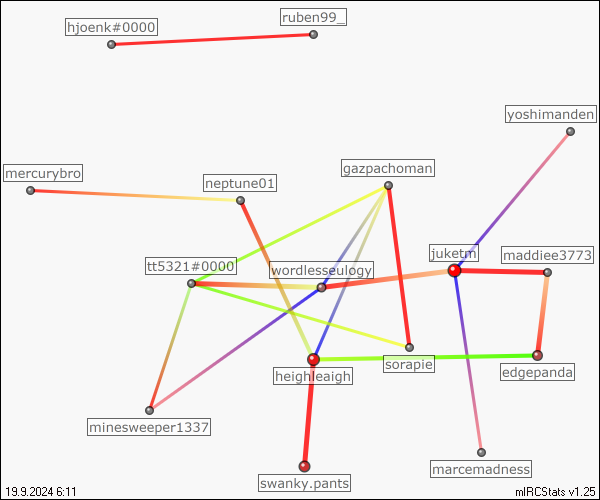 ruben99_
hjoenk#0000
yoshimanden
gazpachoman
mercurybro
neptune01
juketm
maddiee3773
tt5321#0000
wordlesseulogy
sorapie
edgepanda
heighleaigh
minesweeper1337
marcemadness
swanky.pants
19.9.2024 6:11
mIRCStats v1.25